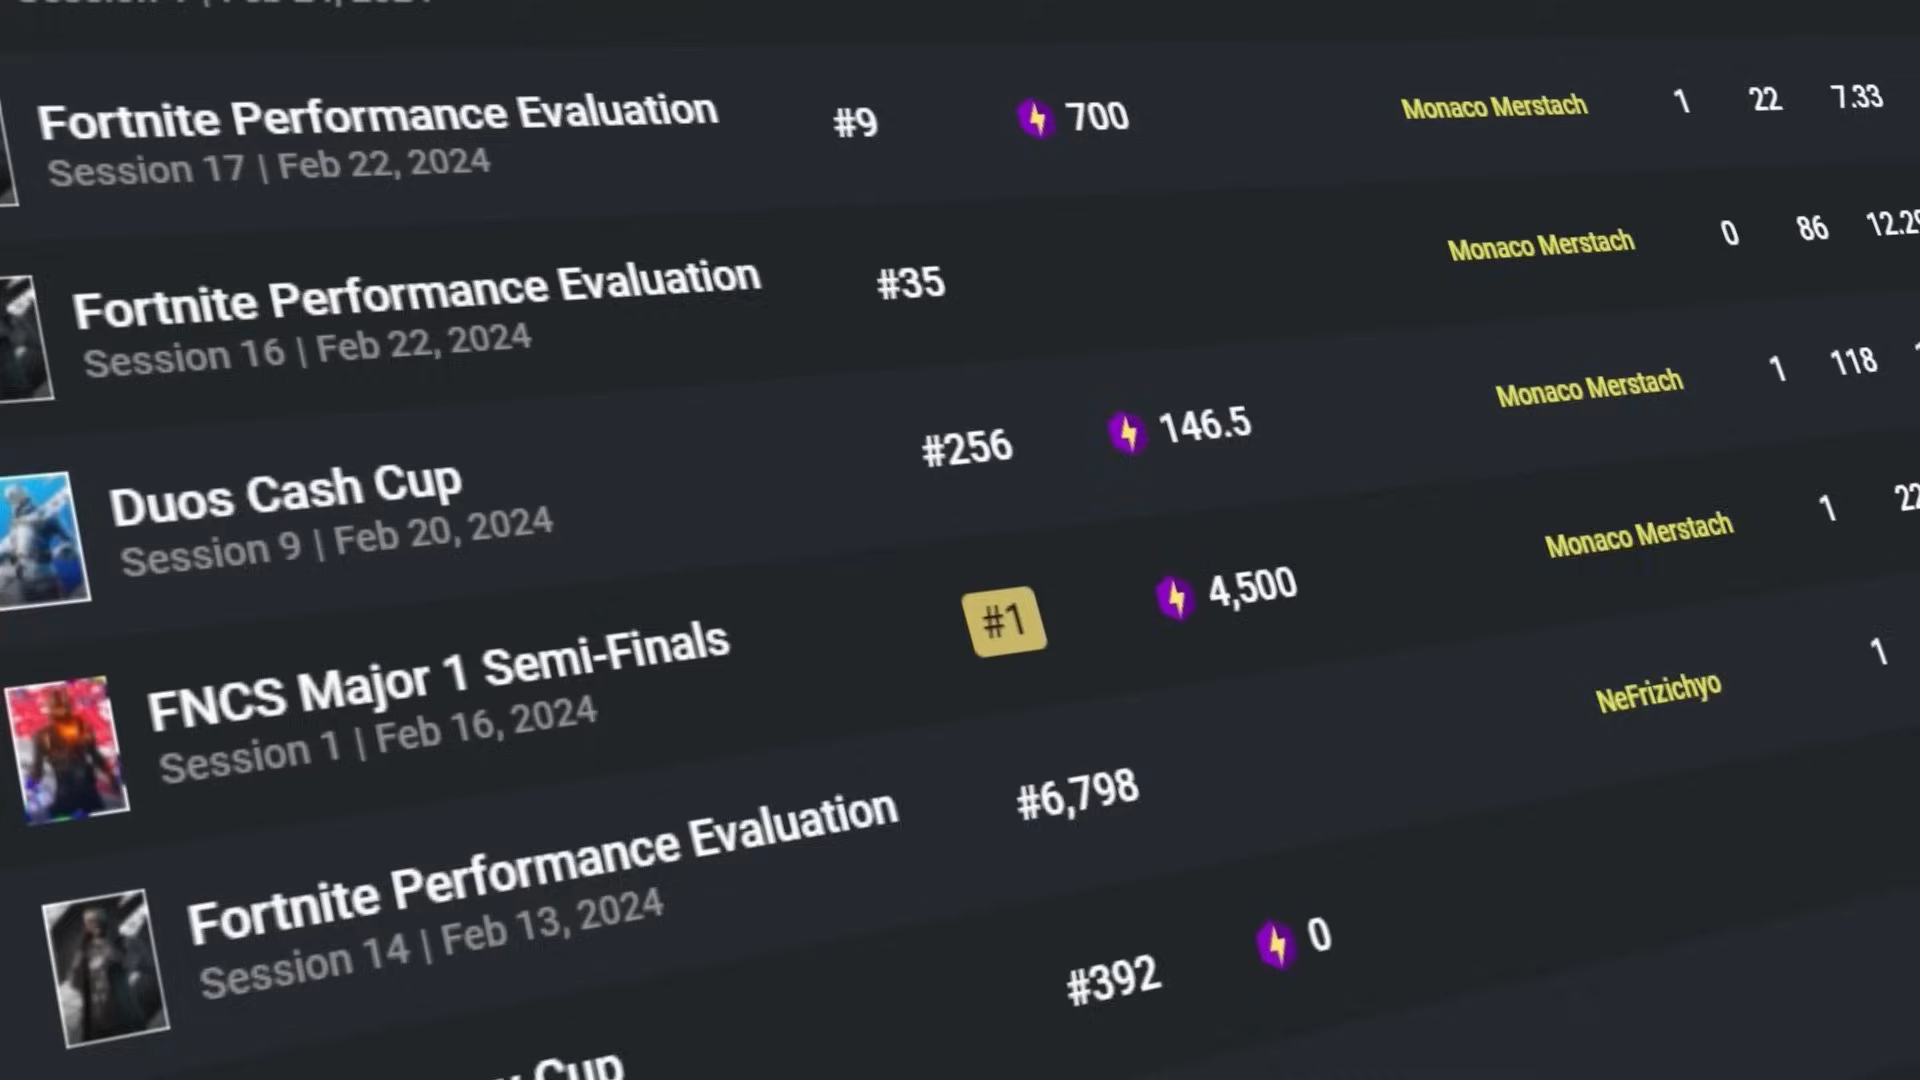 Fortnite Performance Evaluation #9 700 Monaco Merstach 1 22 7.33
Session 17 | Feb 22, 2024
Fortnite Performance Evaluation #35 Monaco Merstach 0 86
Session 16 | Feb 22, 2024
Duos Cash Cup #256 146.5 Monaco Merstach 1 118
Session 9 | Feb 20, 2024
FNCS Major 1 Semi-Finals #1 4,500 Monaco Merstach 1
Session 1 | Feb 16, 2024
Fortnite Performance Evaluation #6,798 NeFrizichyo 1
Session 14 | Feb 13, 2024
Cup #392 0